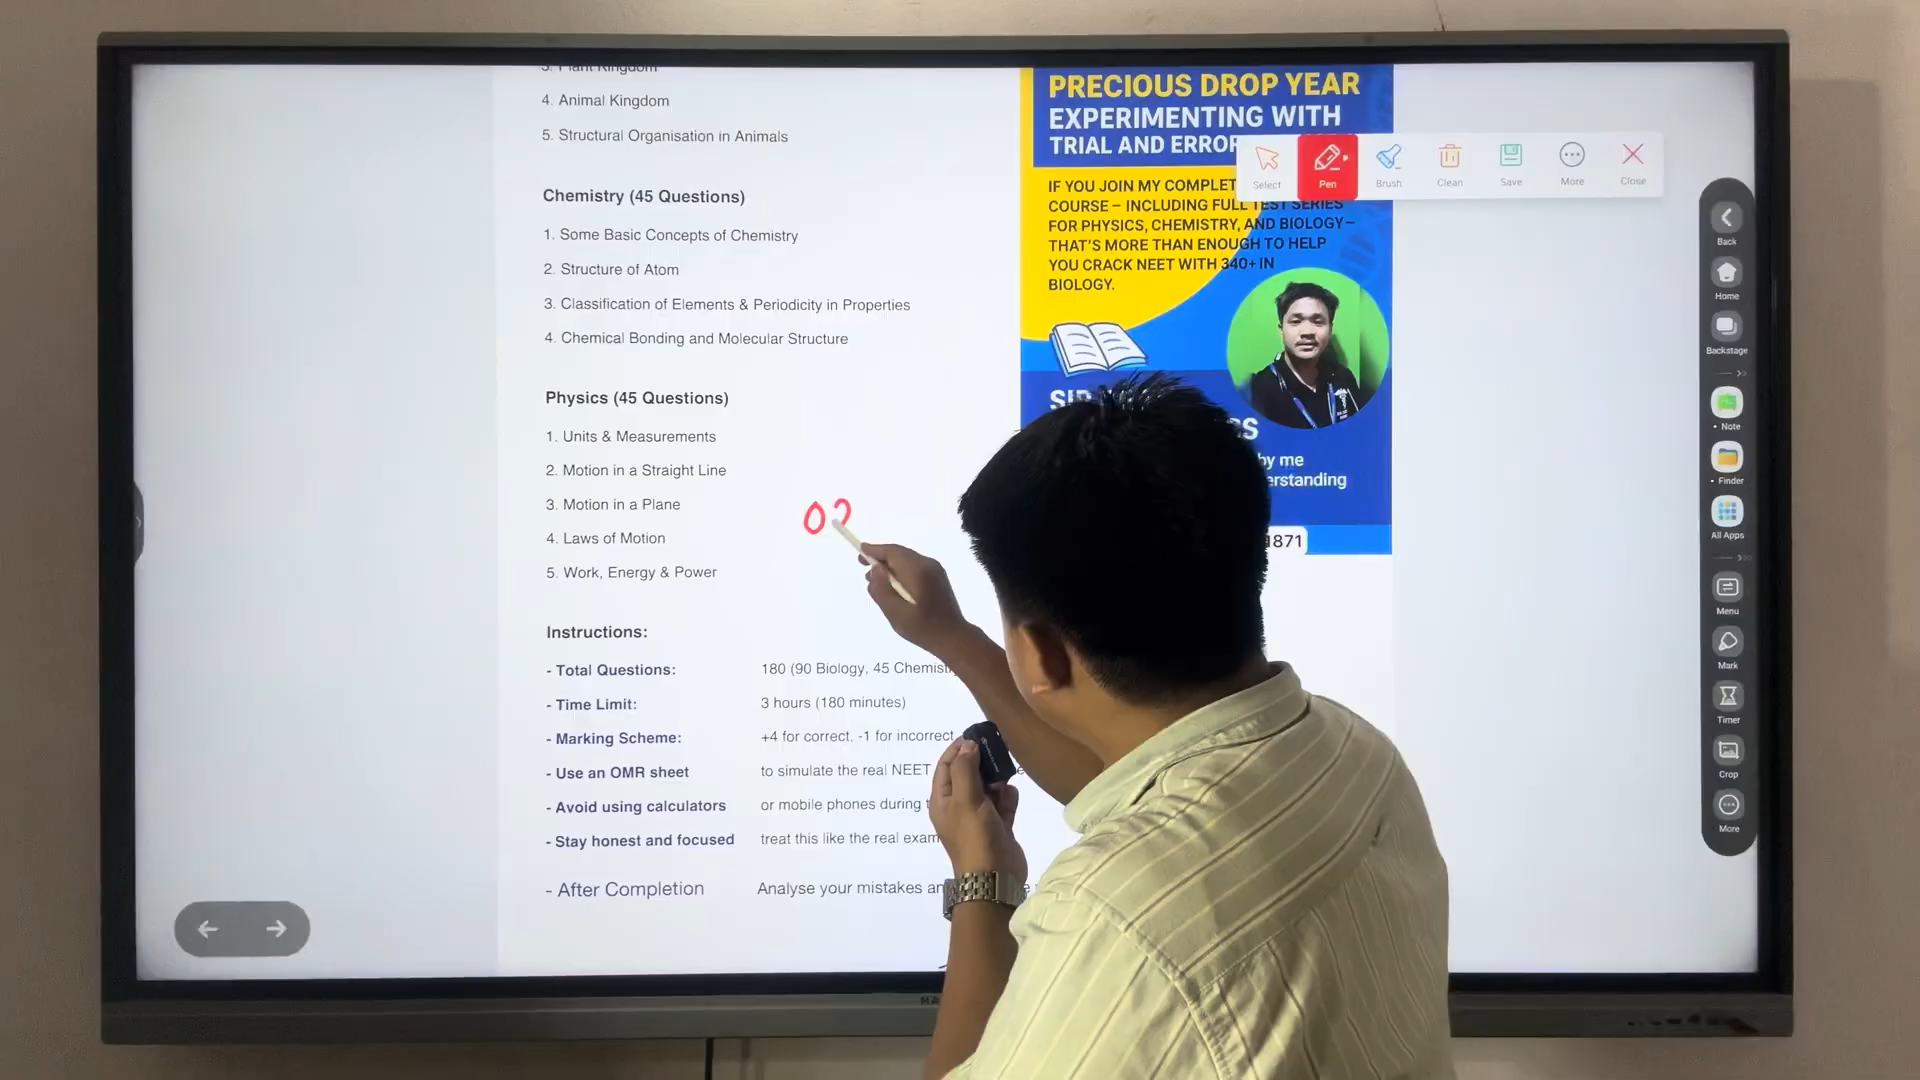 3. Plant Kingdom
4. Animal Kingdom
5. Structural Organisation in Animals
Chemistry (45 Questions)
1. Some Basic Concepts of Chemistry
2. Structure of Atom
3. Classification of Elements & Periodicity in Properties
4. Chemical Bonding and Molecular Structure
Physics (45 Questions)
1. Units & Measurements
2. Motion in a Straight Line
3. Motion in a Plane
4. Laws of Motion
5. Work, Energy & Power
Instructions:
- Total Questions: 180 (90 Biology, 45
- Time Limit: 3 hours (180 minutes)
- Marking Scheme: +4 for correct, -1 for incorrect
- Use an OMR sheet to simulate the real NEET
- Avoid using calculators or mobile phones during
- Stay honest and focused treat this like the real exam
- After Completion Analyse your mistakes
PRECIOUS DROP YEAR
EXPERIMENTING WITH
TRIAL AND ERROR
IF YOU JOIN MY
COURSE – INCLUDING FULL TEST SERIES
FOR PHYSICS, CHEMISTRY, AND BIOLOGY–
THAT'S MORE THAN ENOUGH TO HELP
YOU CRACK NEET WITH 340+ IN
BIOLOGY.
by me
1871
Select
Pen
Brush
Clean
Save
More
Close
Back
Home
Backstage
• Note
• Finder
All Apps
Menu
Mark
Timer
Crop
More